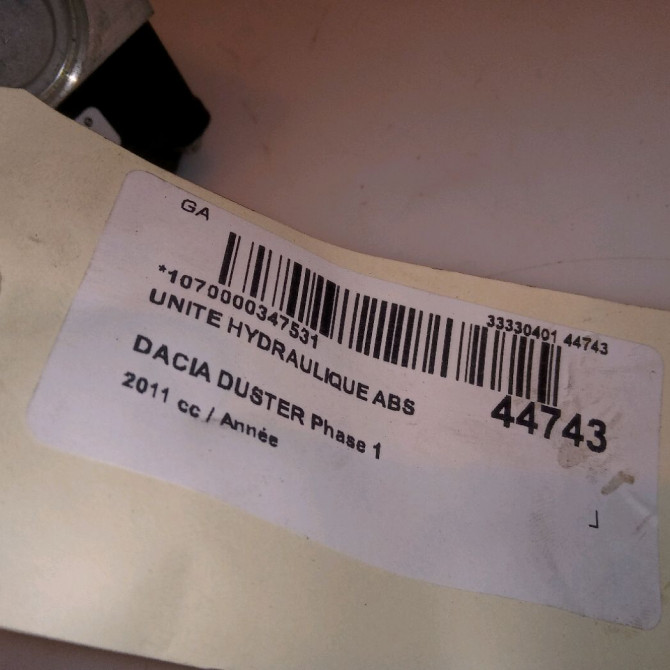 GA
33330401 44743
*1070000347531
UNITE HYDRAULIQUE ABS
44743
DACIA DUSTER Phase 1
2011 cc / Année